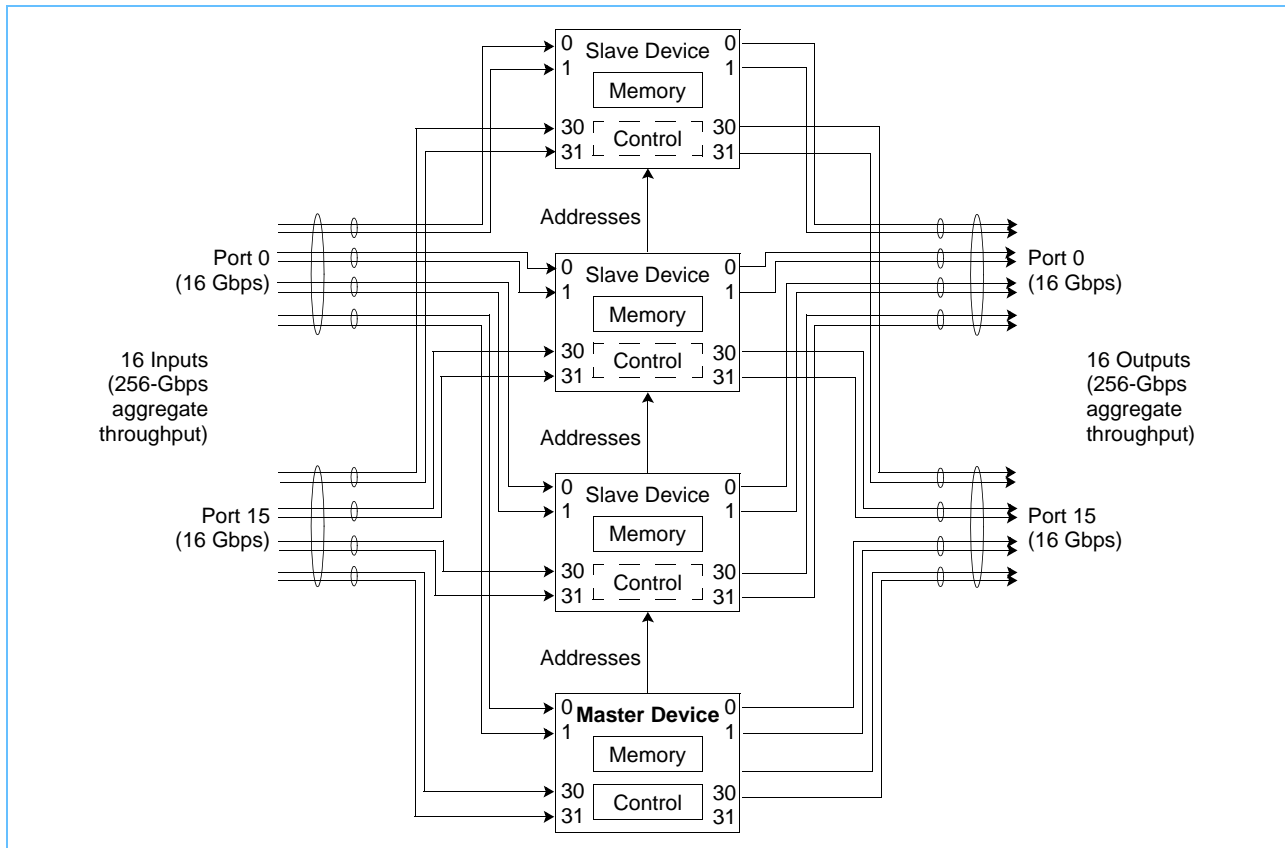 0 Slave Device 0
1 1
Memory
30 Control 30
31 31
Addresses
Port 0
(16 Gbps)
0 Slave Device 0
1 1
Memory
30 Control 30
31 31
Port 0
(16 Gbps)
16 Inputs
(256-Gbps
aggregate
throughput)
16 Outputs
(256-Gbps
aggregate
throughput)
Addresses
Port 15
(16 Gbps)
0 Slave Device 0
1 1
Memory
30 Control 30
31 31
Port 15
(16 Gbps)
Addresses
0 Master Device 0
1 1
Memory
30 Control 30
31 31